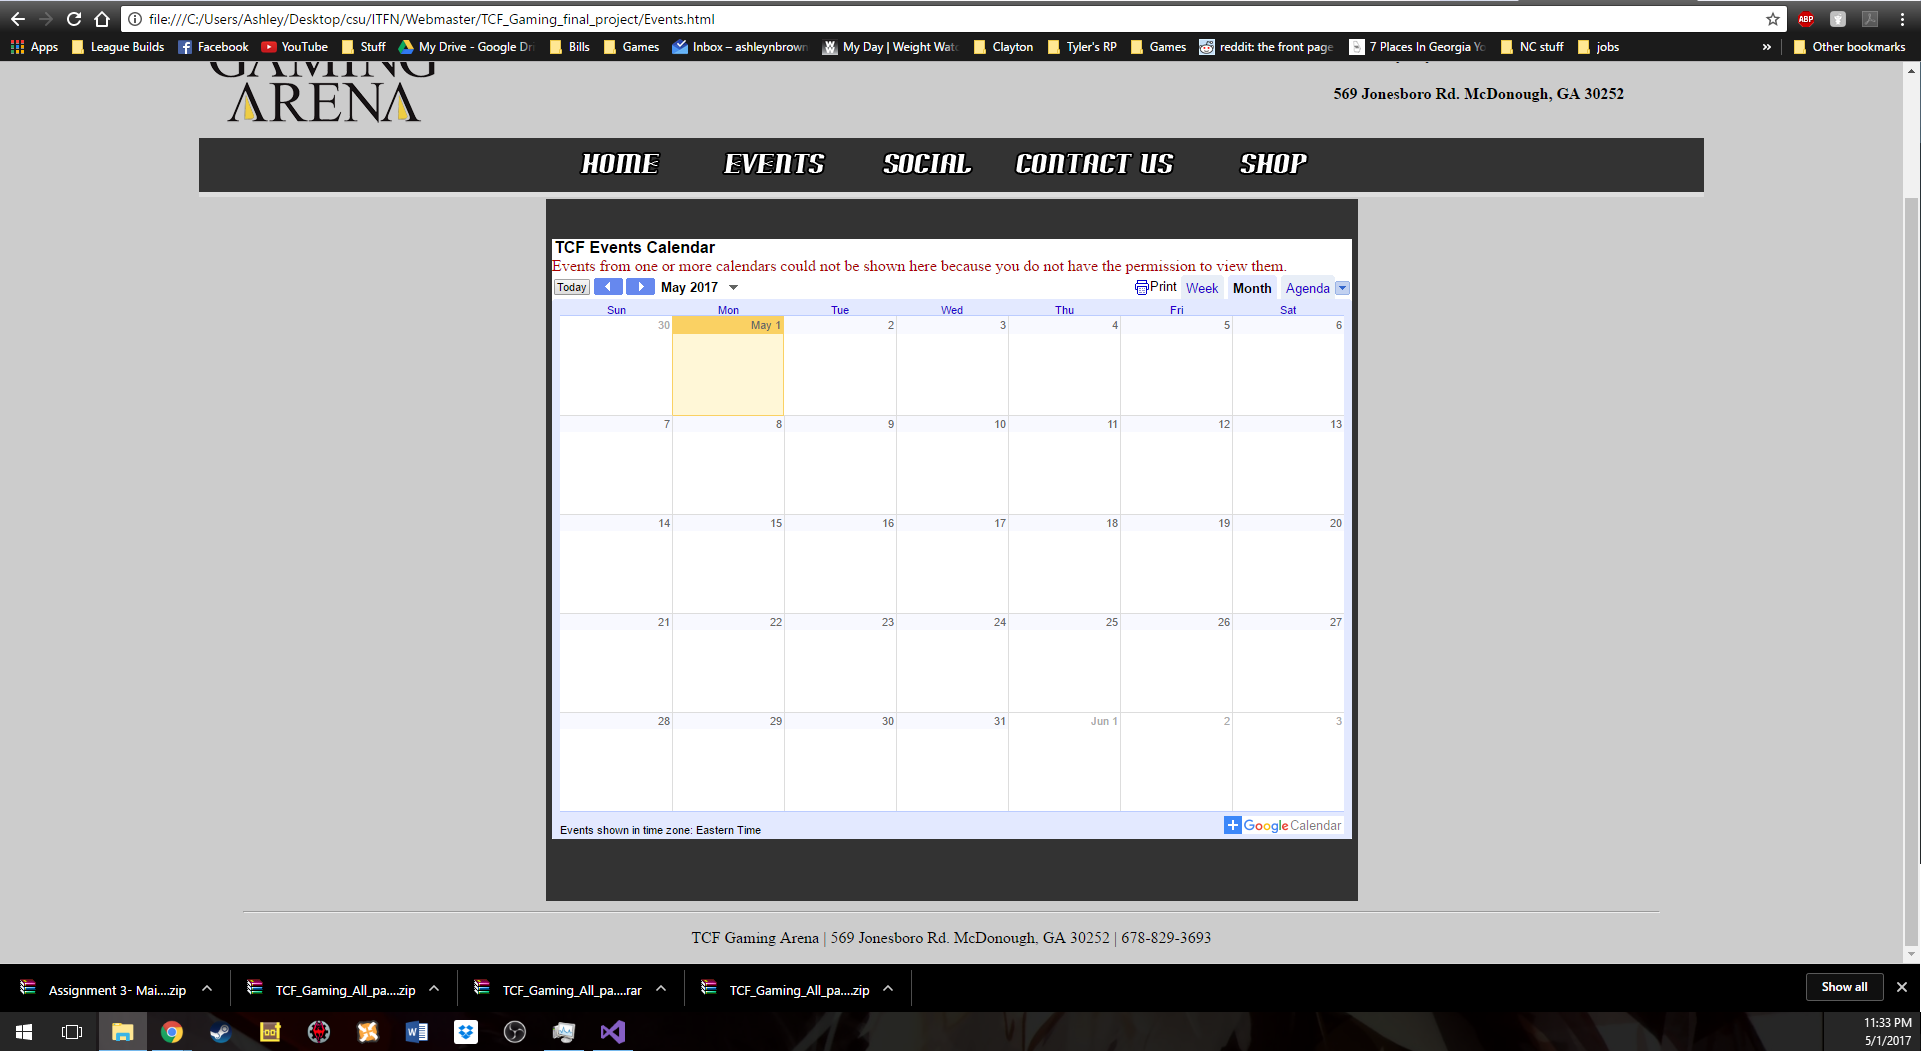 file:///C:/Users/Ashley/Desktop/csu/ITFN/Webmaster/TCF_Gaming_final_project/Events.html
ABP
Apps League Builds Facebook YouTube Stuff My Drive - Google Dri Bills Games Inbox – ashleynbrown My Day | Weight Wat Clayton Tyler's RP Games reddit: the front page 7 Places In Georgia Yo NC stuff jobs » Other bookmarks
GAMING
ARENA
569 Jonesboro Rd. McDonough, GA 30252
HOME EVENTS SOCIAL CONTACT US SHOP
TCF Events Calendar
Events from one or more calendars could not be shown here because you do not have the permission to view them.
Today May 2017 Print Week Month Agenda
Sun Mon Tue Wed Thu Fri Sat
30 May 1 2 3 4 5 6
7 8 9 10 11 12 13
14 15 16 17 18 19 20
21 22 23 24 25 26 27
28 29 30 31 Jun 1 2 3
Events shown in time zone: Eastern Time
Google Calendar
TCF Gaming Arena | 569 Jonesboro Rd. McDonough, GA 30252 | 678-829-3693
Assignment 3- Mai....zip TCF_Gaming_All_pa....zip TCF_Gaming_All_pa....rar TCF_Gaming_All_pa....zip Show all
11:33 PM
5/1/2017